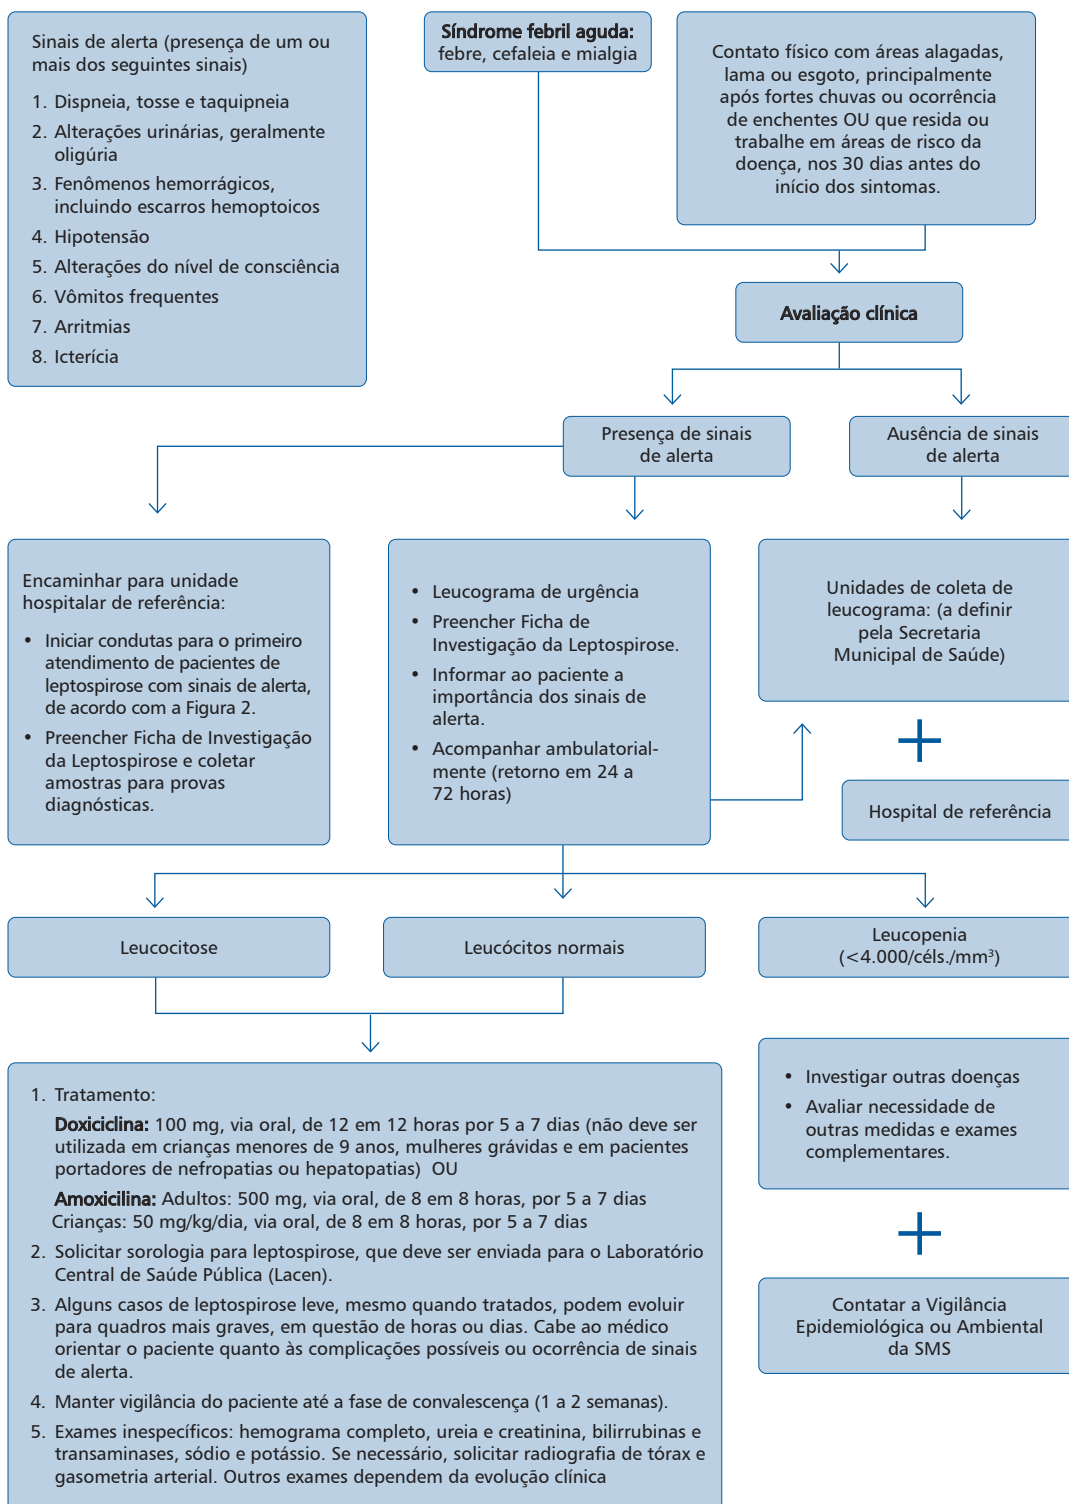 Sinais de alerta (presença de um ou
mais dos seguintes sinais)
1. Dispneia, tosse e taquipneia
2. Alterações urinárias, geralmente
oligúria
3. Fenômenos hemorrágicos,
incluindo escarros hemoptoicos
4. Hipotensão
5. Alterações do nível de consciência
6. Vômitos frequentes
7. Arritmias
8. Icterícia
Síndrome febril aguda:
febre, cefaleia e mialgia
Contato físico com áreas alagadas,
lama ou esgoto, principalmente
após fortes chuvas ou ocorrência
de enchentes OU que resida ou
trabalhe em áreas de risco da
doença, nos 30 dias antes do
início dos sintomas.
Avaliação clínica
Presença de sinais
de alerta
Ausência de sinais
de alerta
Encaminhar para unidade
hospitalar de referência:
• Iniciar condutas para o primeiro
atendimento de pacientes de
leptospirose com sinais de alerta,
de acordo com a Figura 2.
• Preencher Ficha de Investigação
da Leptospirose e coletar
amostras para provas
diagnósticas.
• Leucograma de urgência
• Preencher Ficha de
Investigação da Leptospirose.
• Informar ao paciente a
importância dos sinais de
alerta.
• Acompanhar ambulatorial-
mente (retorno em 24 a
72 horas)
Unidades de coleta de
leucograma: (a definir
pela Secretaria
Municipal de Saúde)
+
Hospital de referência
Leucocitose
Leucócitos normais
Leucopenia
(<4.000/céls./mm³)
1. Tratamento:
Doxiciclina: 100 mg, via oral, de 12 em 12 horas por 5 a 7 dias (não deve ser
utilizada em crianças menores de 9 anos, mulheres grávidas e em pacientes
portadores de nefropatias ou hepatopatias) OU
Amoxicilina: Adultos: 500 mg, via oral, de 8 em 8 horas, por 5 a 7 dias
Crianças: 50 mg/kg/dia, via oral, de 8 em 8 horas, por 5 a 7 dias
2. Solicitar sorologia para leptospirose, que deve ser enviada para o Laboratório
Central de Saúde Pública (Lacen).
3. Alguns casos de leptospirose leve, mesmo quando tratados, podem evoluir
para quadros mais graves, em questão de horas ou dias. Cabe ao médico
orientar o paciente quanto às complicações possíveis ou ocorrência de sinais
de alerta.
4. Manter vigilância do paciente até a fase de convalescença (1 a 2 semanas).
5. Exames inespecíficos: hemograma completo, ureia e creatinina, bilirrubinas e
transaminases, sódio e potássio. Se necessário, solicitar radiografia de tórax e
gasometria arterial. Outros exames dependem da evolução clínica
• Investigar outras doenças
• Avaliar necessidade de
outras medidas e exames
complementares.
+
Contatar a Vigilância
Epidemiológica ou Ambiental
da SMS